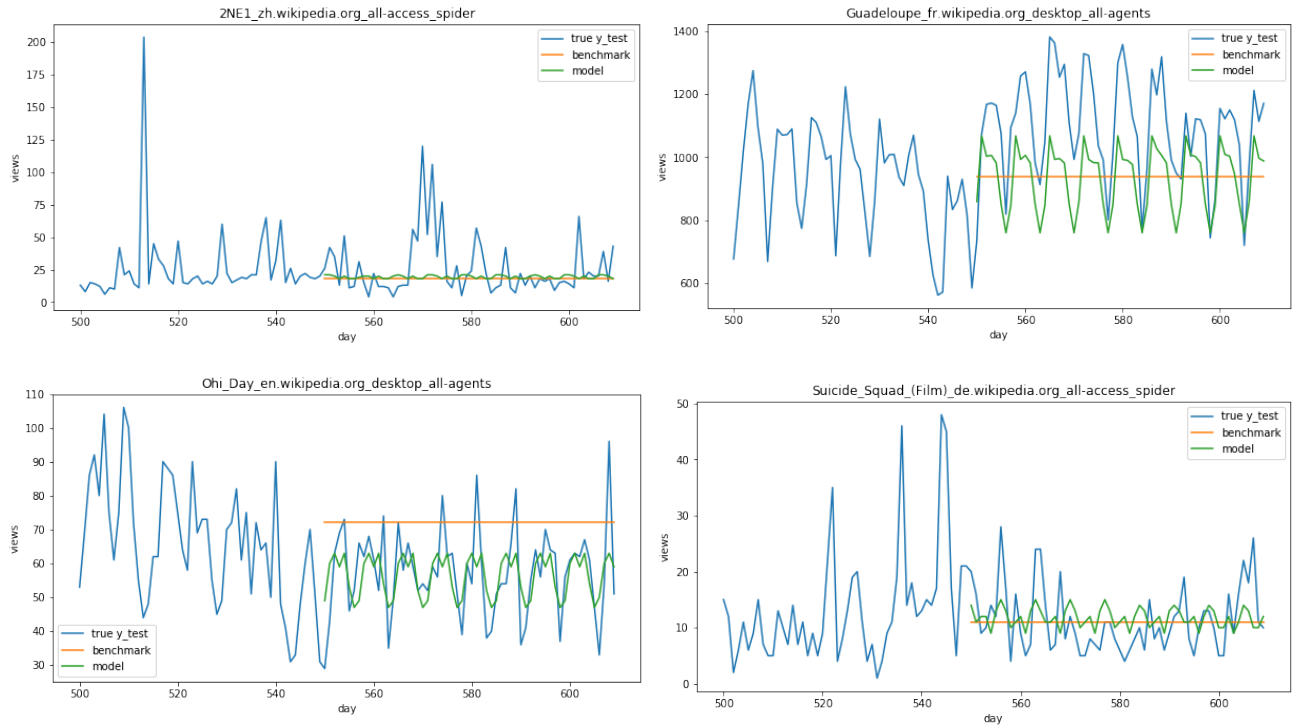 2NE1_zh.wikipedia.org_all-access_spider
200
175
150
125
100
75
50
25
0
views
true y_test
benchmark
model
500
520
540
560
580
600
day
Guadeloupe_fr.wikipedia.org_desktop_all-agents
1400
1200
1000
800
600
views
true y_test
benchmark
model
500
520
540
560
580
600
day
Ohi_Day_en.wikipedia.org_desktop_all-agents
110
100
90
80
70
60
50
40
30
views
true y_test
benchmark
model
500
520
540
560
580
600
day
Suicide_Squad_(Film)_de.wikipedia.org_all-access_spider
50
40
30
20
10
0
views
true y_test
benchmark
model
500
520
540
560
580
600
day